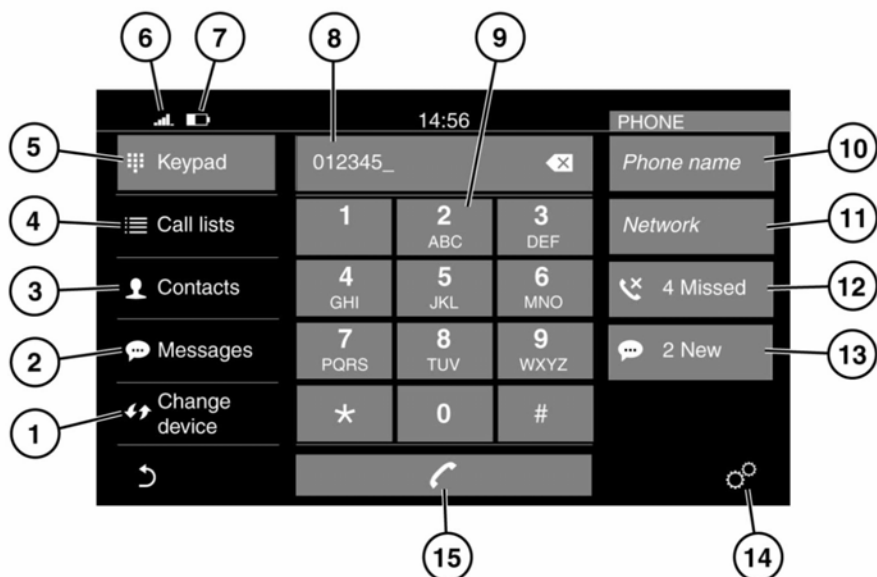 6 7 8 9
14:56 PHONE
5 Keypad 012345_ Phone name 10
4 Call lists 1 2 ABC 3 DEF Network 11
3 Contacts 4 GHI 5 JKL 6 MNO 4 Missed 12
2 Messages 7 PQRS 8 TUV 9 WXYZ 2 New 13
1 Change device * 0 #
15 14